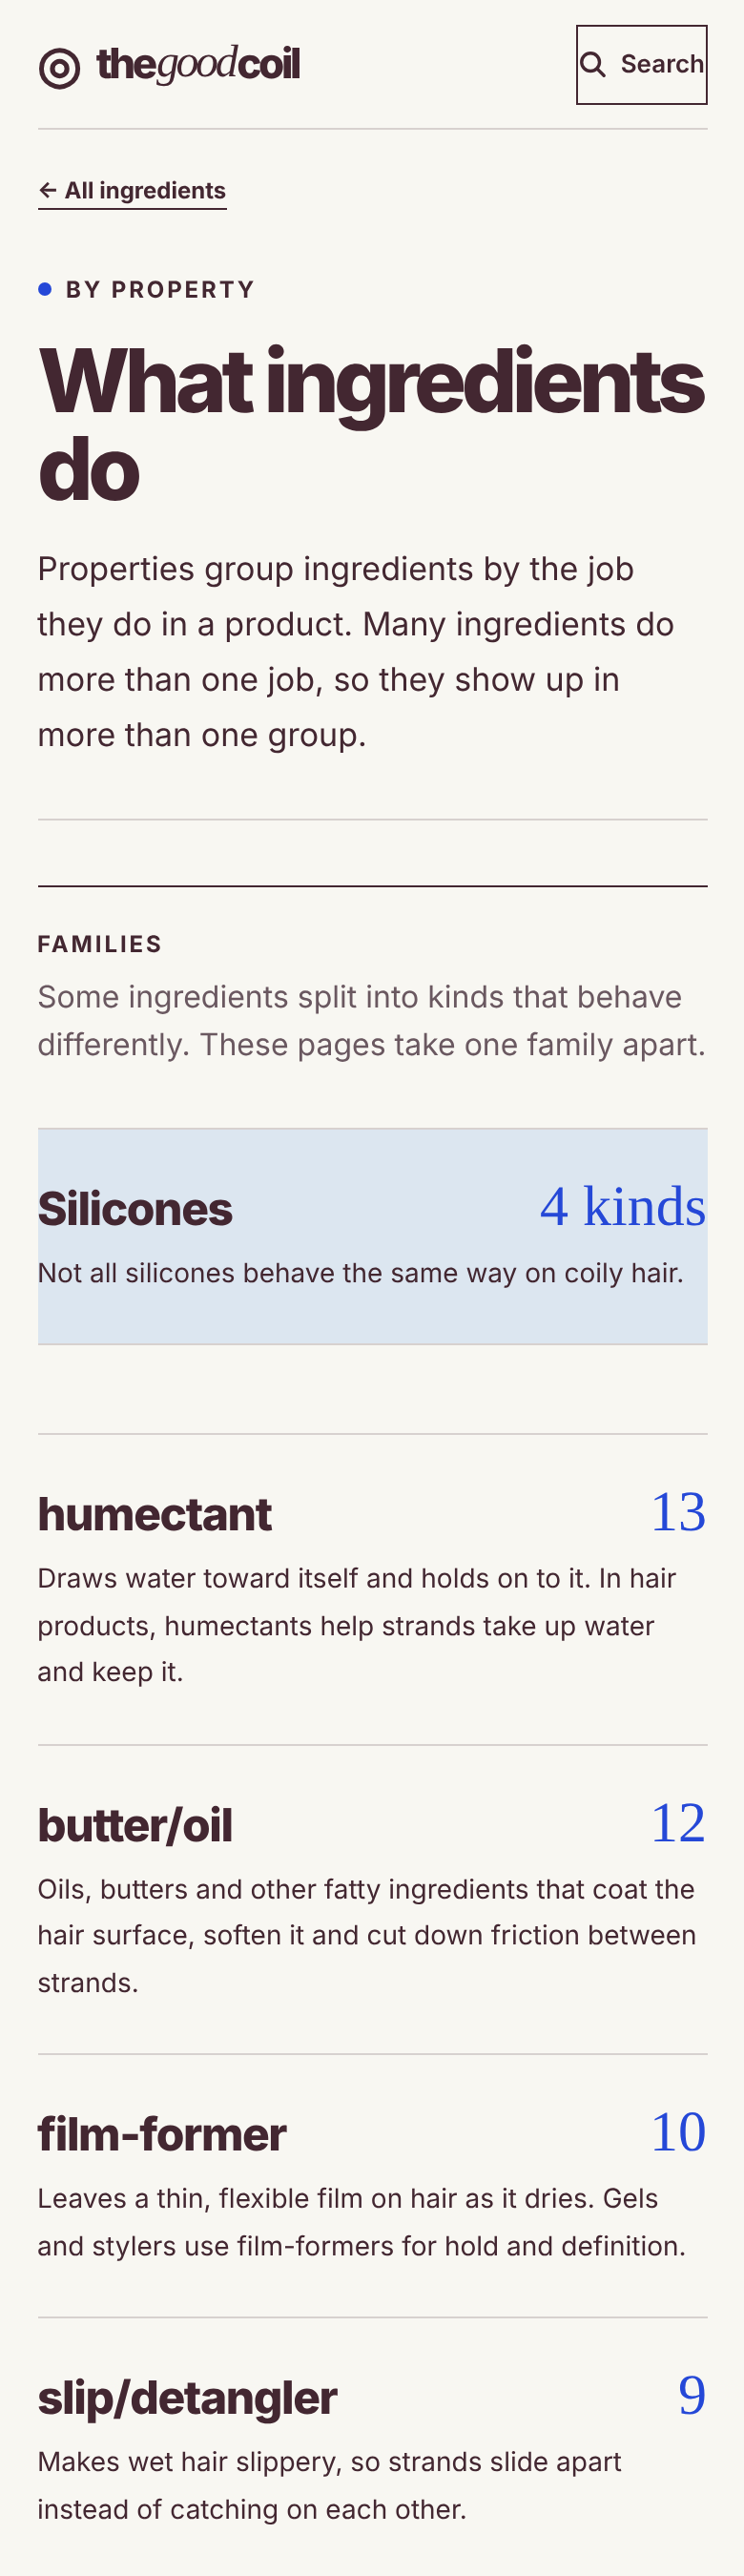 thegoodcoil
Search
← All ingredients
BY PROPERTY
What ingredients
do
Properties group ingredients by the job
they do in a product. Many ingredients do
more than one job, so they show up in
more than one group.
FAMILIES
Some ingredients split into kinds that behave
differently. These pages take one family apart.
Silicones 4 kinds
Not all silicones behave the same way on coily hair.
humectant 13
Draws water toward itself and holds on to it. In hair
products, humectants help strands take up water
and keep it.
butter/oil 12
Oils, butters and other fatty ingredients that coat the
hair surface, soften it and cut down friction between
strands.
film-former 10
Leaves a thin, flexible film on hair as it dries. Gels
and stylers use film-formers for hold and definition.
slip/detangler 9
Makes wet hair slippery, so strands slide apart
instead of catching on each other.